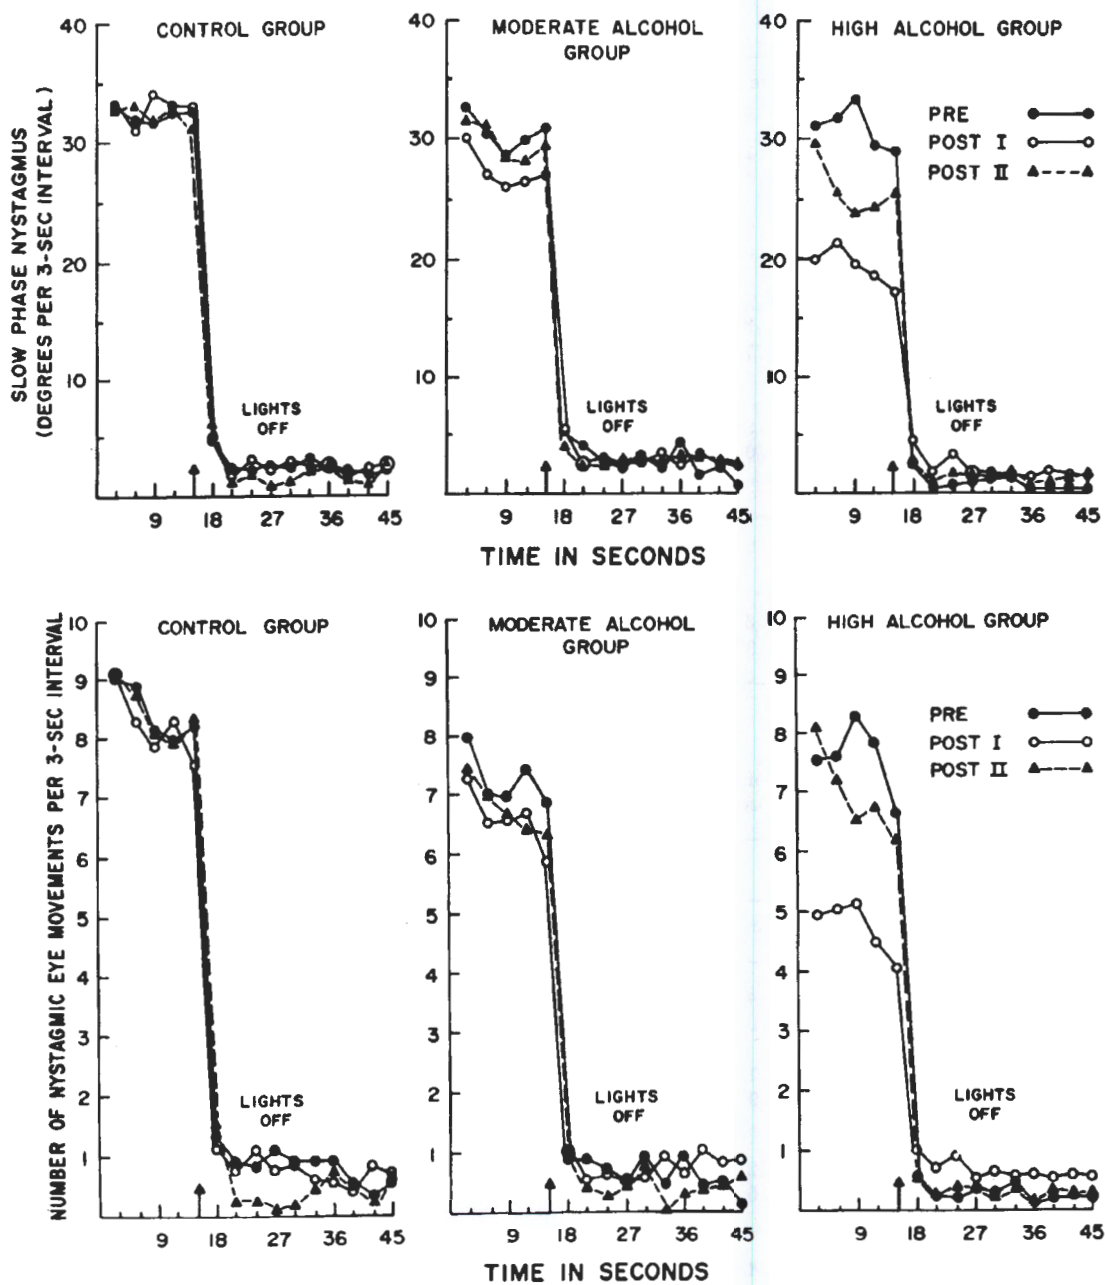 CONTROL GROUP
MODERATE ALCOHOL
GROUP
HIGH ALCOHOL GROUP
SLOW PHASE NYSTAGMUS
(DEGREES PER 3-SEC INTERVAL)
40
30
20
10
40
30
20
10
40
30
20
10
PRE
POST I
POST II
LIGHTS
OFF
LIGHTS
OFF
LIGHTS
OFF
9 18 27 36 45
9 18 27 36 45
9 18 27 36 45
TIME IN SECONDS
CONTROL GROUP
MODERATE ALCOHOL
GROUP
HIGH ALCOHOL GROUP
NUMBER OF NYSTAGMIC EYE MOVEMENTS PER 3-SEC INTERVAL
10
9
8
7
6
5
4
3
2
1
10
9
8
7
6
5
4
3
2
1
10
9
8
7
6
5
4
3
2
1
PRE
POST I
POST II
LIGHTS
OFF
LIGHTS
OFF
LIGHTS
OFF
9 18 27 36 45
9 18 27 36 45
9 18 27 36 45
TIME IN SECONDS